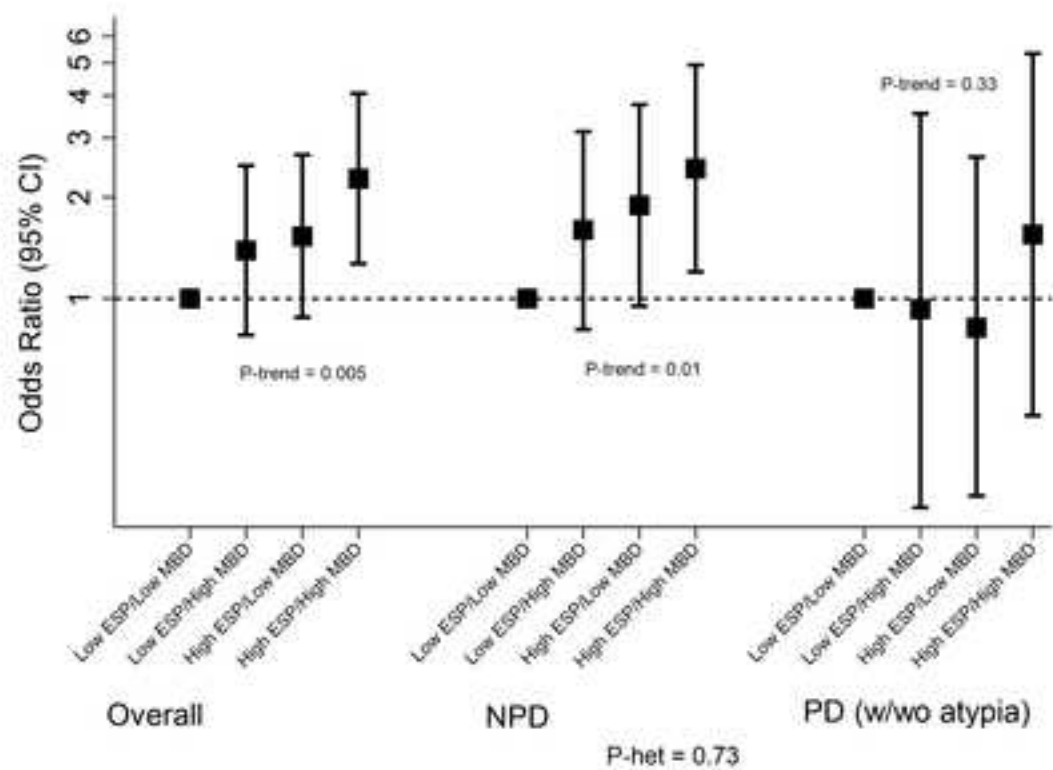 Odds Ratio (95% CI)
6
5
4
3
2
1
P-trend = 0.005
P-trend = 0.01
P-trend = 0.33
Low ESP/Low MBD
Low ESP/High MBD
High ESP/Low MBD
High ESP/High MBD
Low ESP/Low MBD
Low ESP/High MBD
High ESP/Low MBD
High ESP/High MBD
Low ESP/Low MBD
Low ESP/High MBD
High ESP/Low MBD
High ESP/High MBD
Overall
NPD
PD (w/wo atypia)
P-het = 0.73